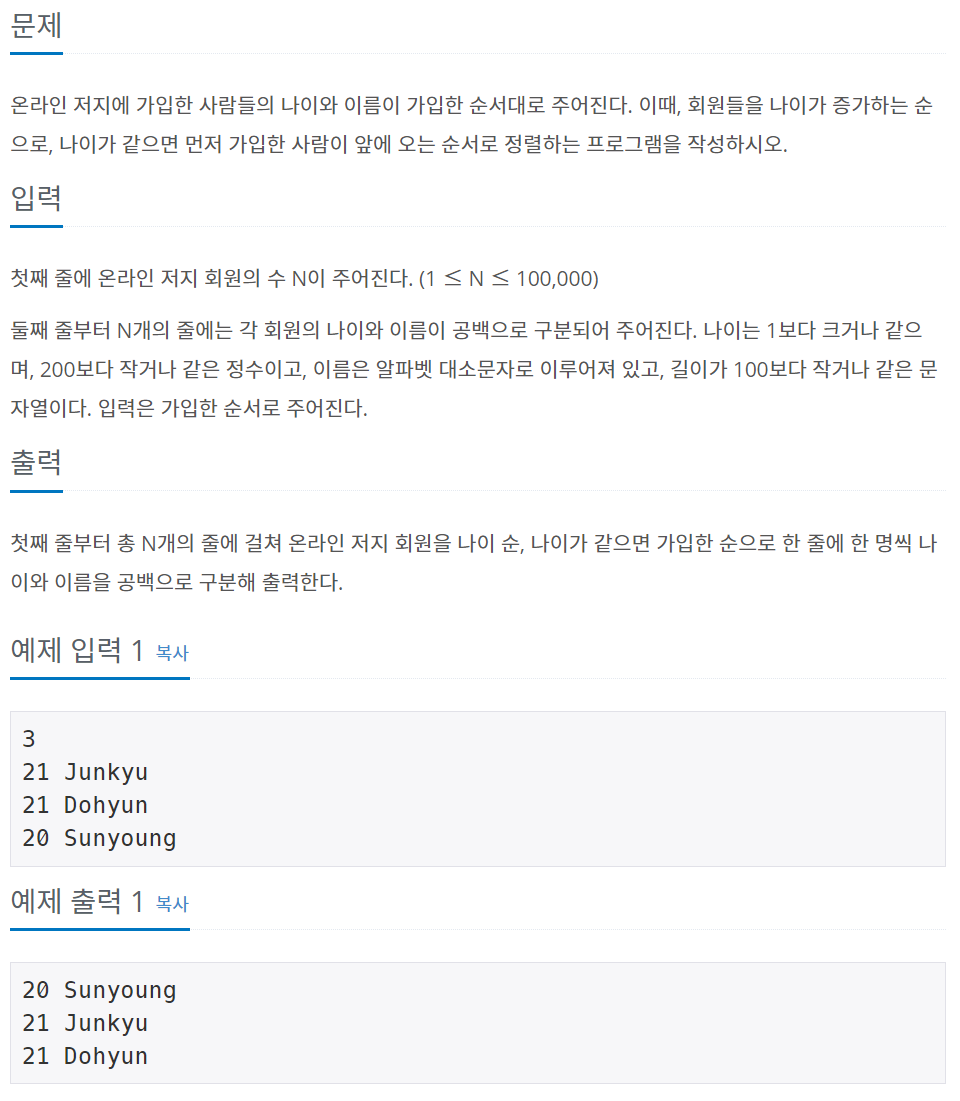 문제
온라인 저지에 가입한 사람들의 나이와 이름이 가입한 순서대로 주어진다. 이때, 회원들을 나이가 증가하는 순
으로, 나이가 같으면 먼저 가입한 사람이 앞에 오는 순서로 정렬하는 프로그램을 작성하시오.
입력
첫째 줄에 온라인 저지 회원의 수 N이 주어진다. (1 ≤ N ≤ 100,000)
둘째 줄부터 N개의 줄에는 각 회원의 나이와 이름이 공백으로 구분되어 주어진다. 나이는 1보다 크거나 같으
며, 200보다 작거나 같은 정수이고, 이름은 알파벳 대소문자로 이루어져 있고, 길이가 100보다 작거나 같은 문
자열이다. 입력은 가입한 순서로 주어진다.
출력
첫째 줄부터 총 N개의 줄에 걸쳐 온라인 저지 회원을 나이 순, 나이가 같으면 가입한 순으로 한 줄에 한 명씩 나
이와 이름을 공백으로 구분해 출력한다.
예제 입력 1 복사
3
21 Junkyu
21 Dohyun
20 Sunyoung
예제 출력 1 복사
20 Sunyoung
21 Junkyu
21 Dohyun